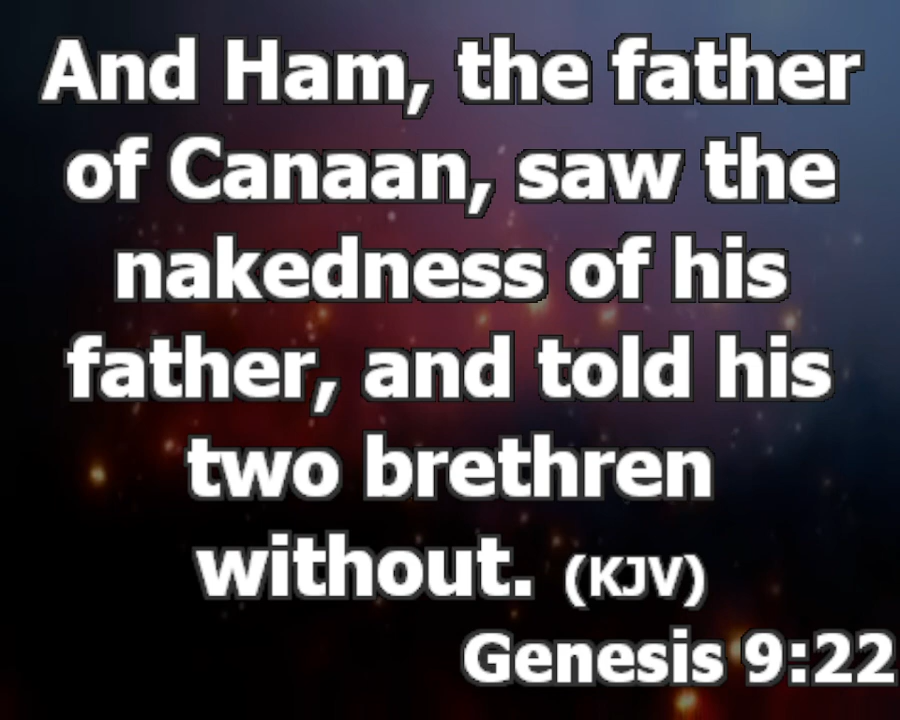 And Ham, the father
of Canaan, saw the
nakedness of his
father, and told his
two brethren
without. (KJV)
Genesis 9:22